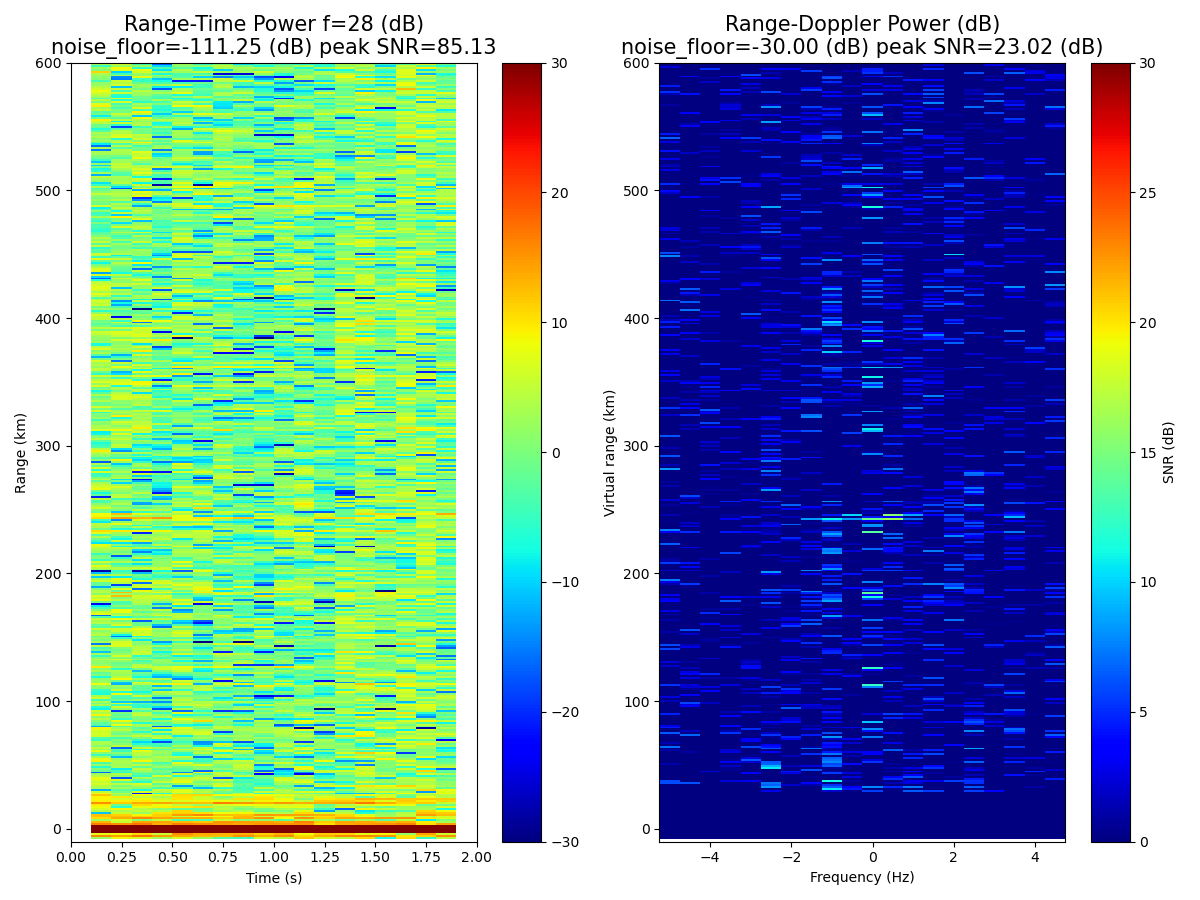 Range-Time Power f=28 (dB)
noise_floor=-111.25 (dB) peak SNR=85.13
Range (km)
600
500
400
300
200
100
0
0.00 0.25 0.50 0.75 1.00 1.25 1.50 1.75 2.00
Time (s)
30
20
10
0
−10
−20
−30
Range-Doppler Power (dB)
noise_floor=-30.00 (dB) peak SNR=23.02 (dB)
Virtual range (km)
600
500
400
300
200
100
0
−4 −2 0 2 4
Frequency (Hz)
30
25
20
15
10
5
0
SNR (dB)